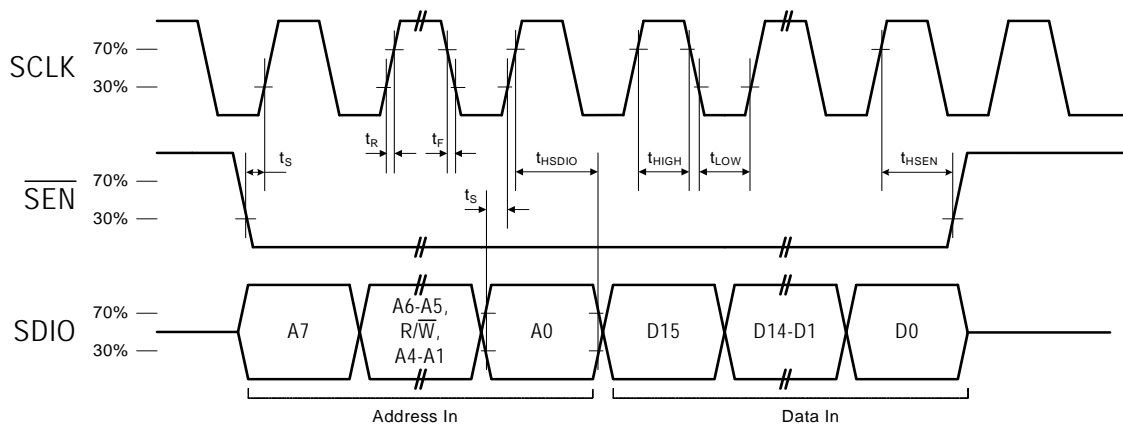 SCLK
70%
30%
tS
tR
tF
tHSDIO
tHIGH
tLOW
tHSEN
SEN
70%
30%
tS
SDIO
70%
30%
A7
A6-A5,
R/W,
A4-A1
A0
D15
D14-D1
D0
Address In
Data In